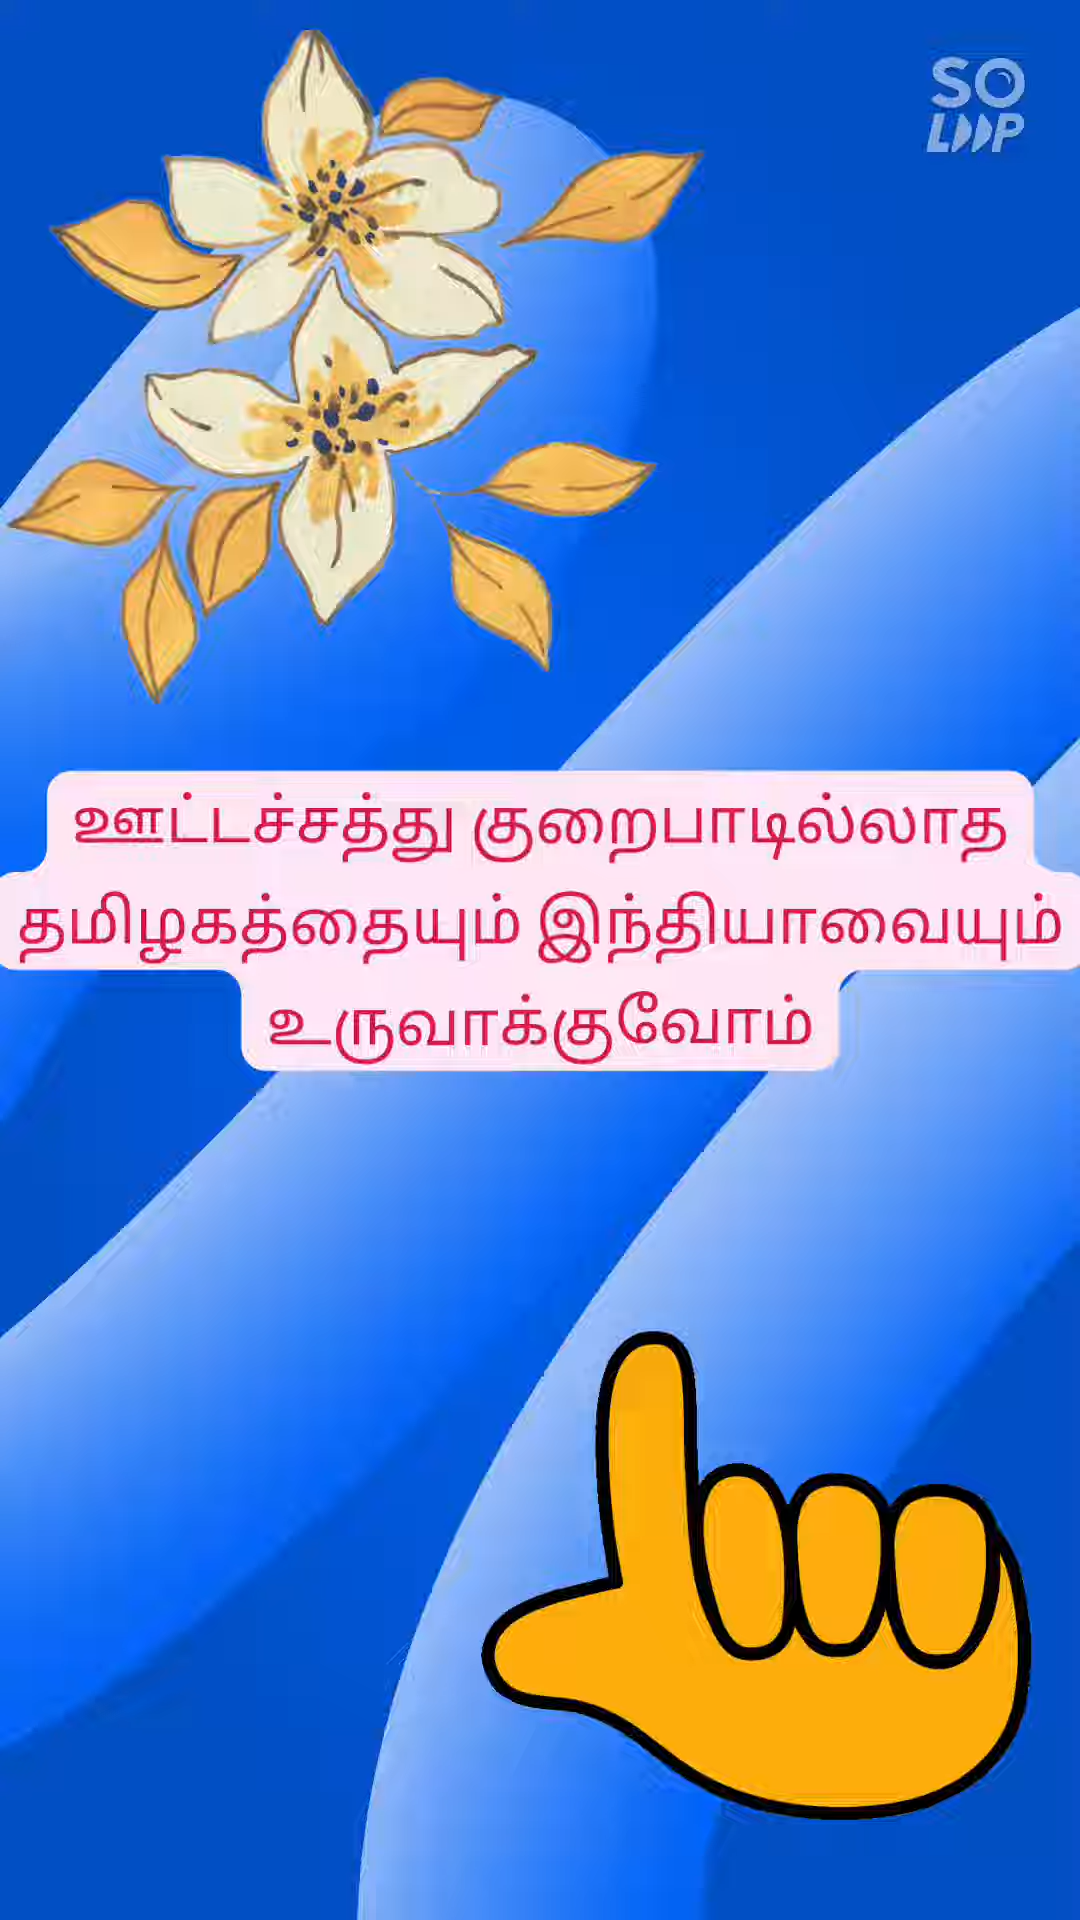 SO
LOOP
ஊட்டச்சத்து குறைபாடில்லாத
தமிழகத்தையும் இந்தியாவையும்
உருவாக்குவோம்